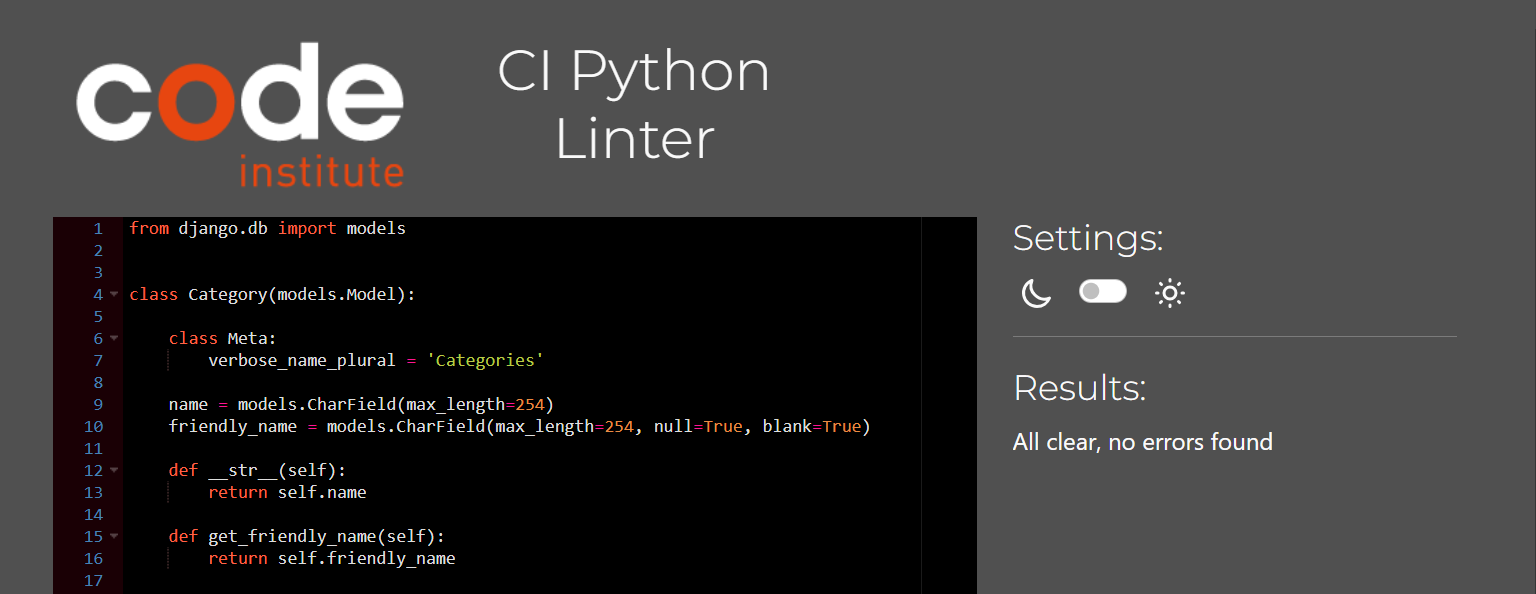 code
institute
CI Python
Linter
1 from django.db import models
2
3
4 class Category(models.Model):
5
6     class Meta:
7         verbose_name_plural = 'Categories'
8
9     name = models.CharField(max_length=254)
10     friendly_name = models.CharField(max_length=254, null=True, blank=True)
11
12     def __str__(self):
13         return self.name
14
15     def get_friendly_name(self):
16         return self.friendly_name
17
Settings:
Results:
All clear, no errors found